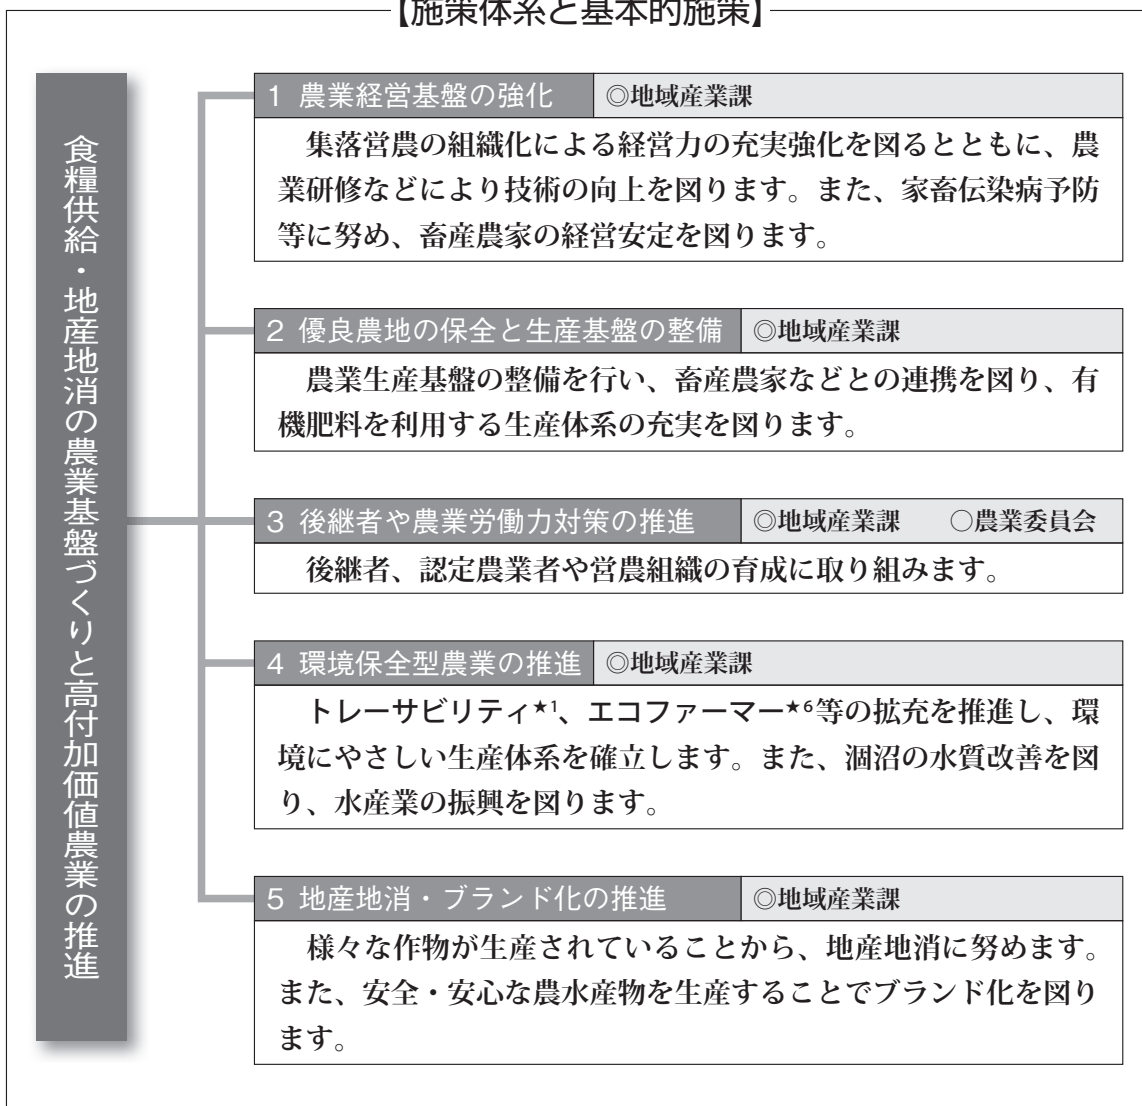 【施策体系と基本的施策】
食糧供給・地産地消の農業基盤づくりと高付加価値農業の推進
1 農業経営基盤の強化 ◎地域産業課
集落営農の組織化による経営力の充実強化を図るとともに、農
業研修などにより技術の向上を図ります。また、家畜伝染病予防
等に努め、畜産農家の経営安定を図ります。
2 優良農地の保全と生産基盤の整備 ◎地域産業課
農業生産基盤の整備を行い、畜産農家などとの連携を図り、有
機肥料を利用する生産体系の充実を図ります。
3 後継者や農業労働力対策の推進 ◎地域産業課 ○農業委員会
後継者、認定農業者や営農組織の育成に取り組みます。
4 環境保全型農業の推進 ◎地域産業課
トレーサビリティ★1、エコファーマー★6等の拡充を推進し、環
境にやさしい生産体系を確立します。また、涸沼の水質改善を図
り、水産業の振興を図ります。
5 地産地消・ブランド化の推進 ◎地域産業課
様々な作物が生産されていることから、地産地消に努めます。
また、安全・安心な農水産物を生産することでブランド化を図り
ます。